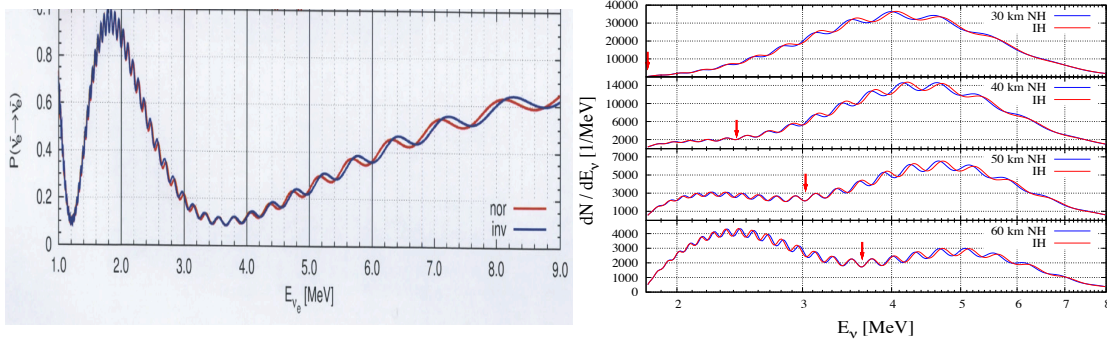 P(ν̄e→ν̄e)
0.8
0.6
0.4
0.2
0
1.0 2.0 3.0 4.0 5.0 6.0 7.0 8.0 9.0
Eνe [MeV]
nor
inv
dN / dEν [1/MeV]
40000
30000
20000
10000
30 km NH
IH
14000
10000
6000
2000
40 km NH
IH
7000
5000
3000
1000
50 km NH
IH
4000
3000
2000
1000
0
60 km NH
IH
2 3 4 5 6 7 8
Eν [MeV]